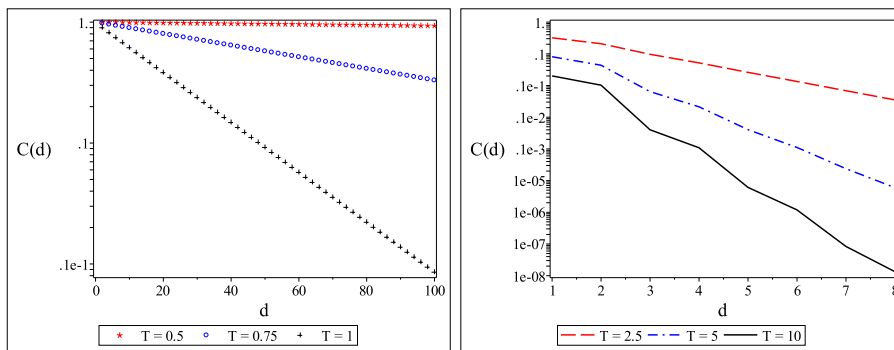 1.
.1
.1e-1
C(d)
2 20 40 60 80 100
d
T = 0.5 T = 0.75 T = 1
1.
.1
.1e-1
.1e-2
.1e-3
1e-05
1e-06
1e-07
1e-08
C(d)
1 2 3 4 5 6 7 8
d
T = 2.5 T = 5 T = 10